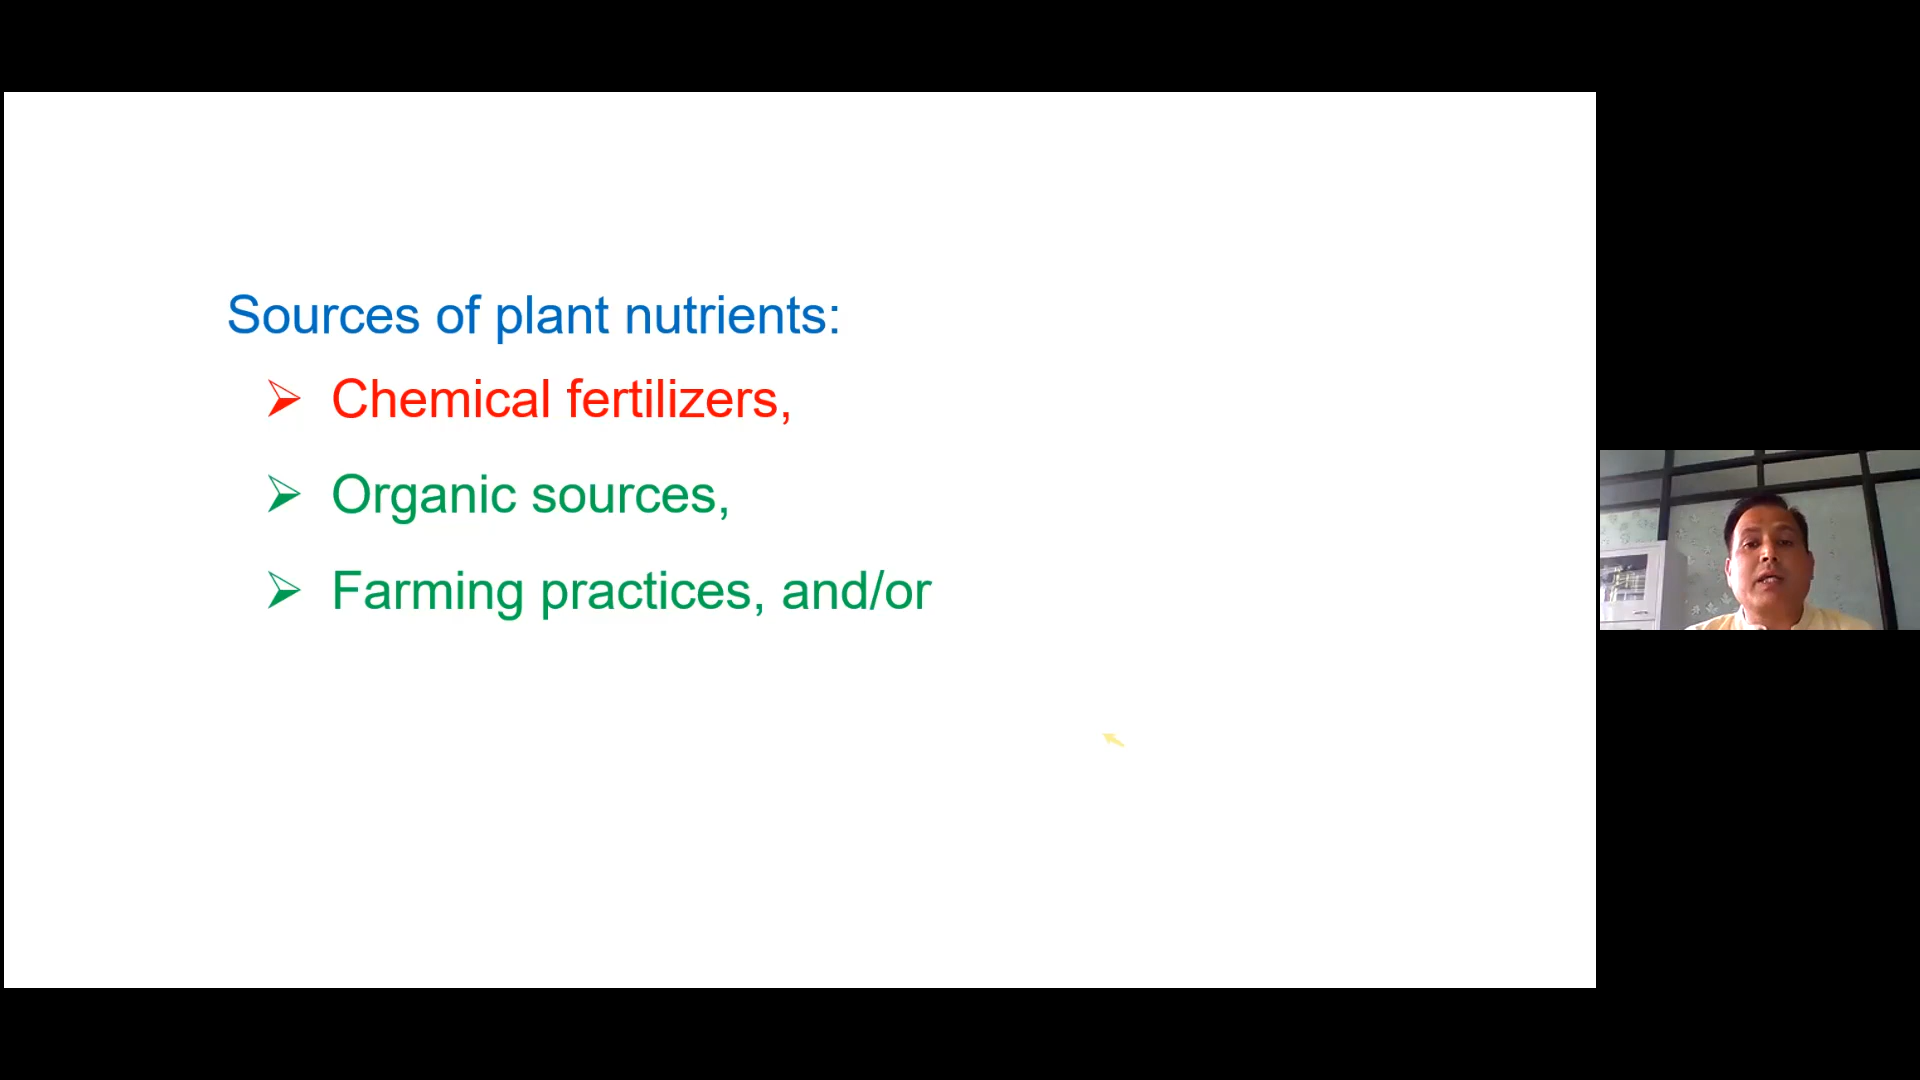 Sources of plant nutrients:
➢ Chemical fertilizers,
➢ Organic sources,
➢ Farming practices, and/or